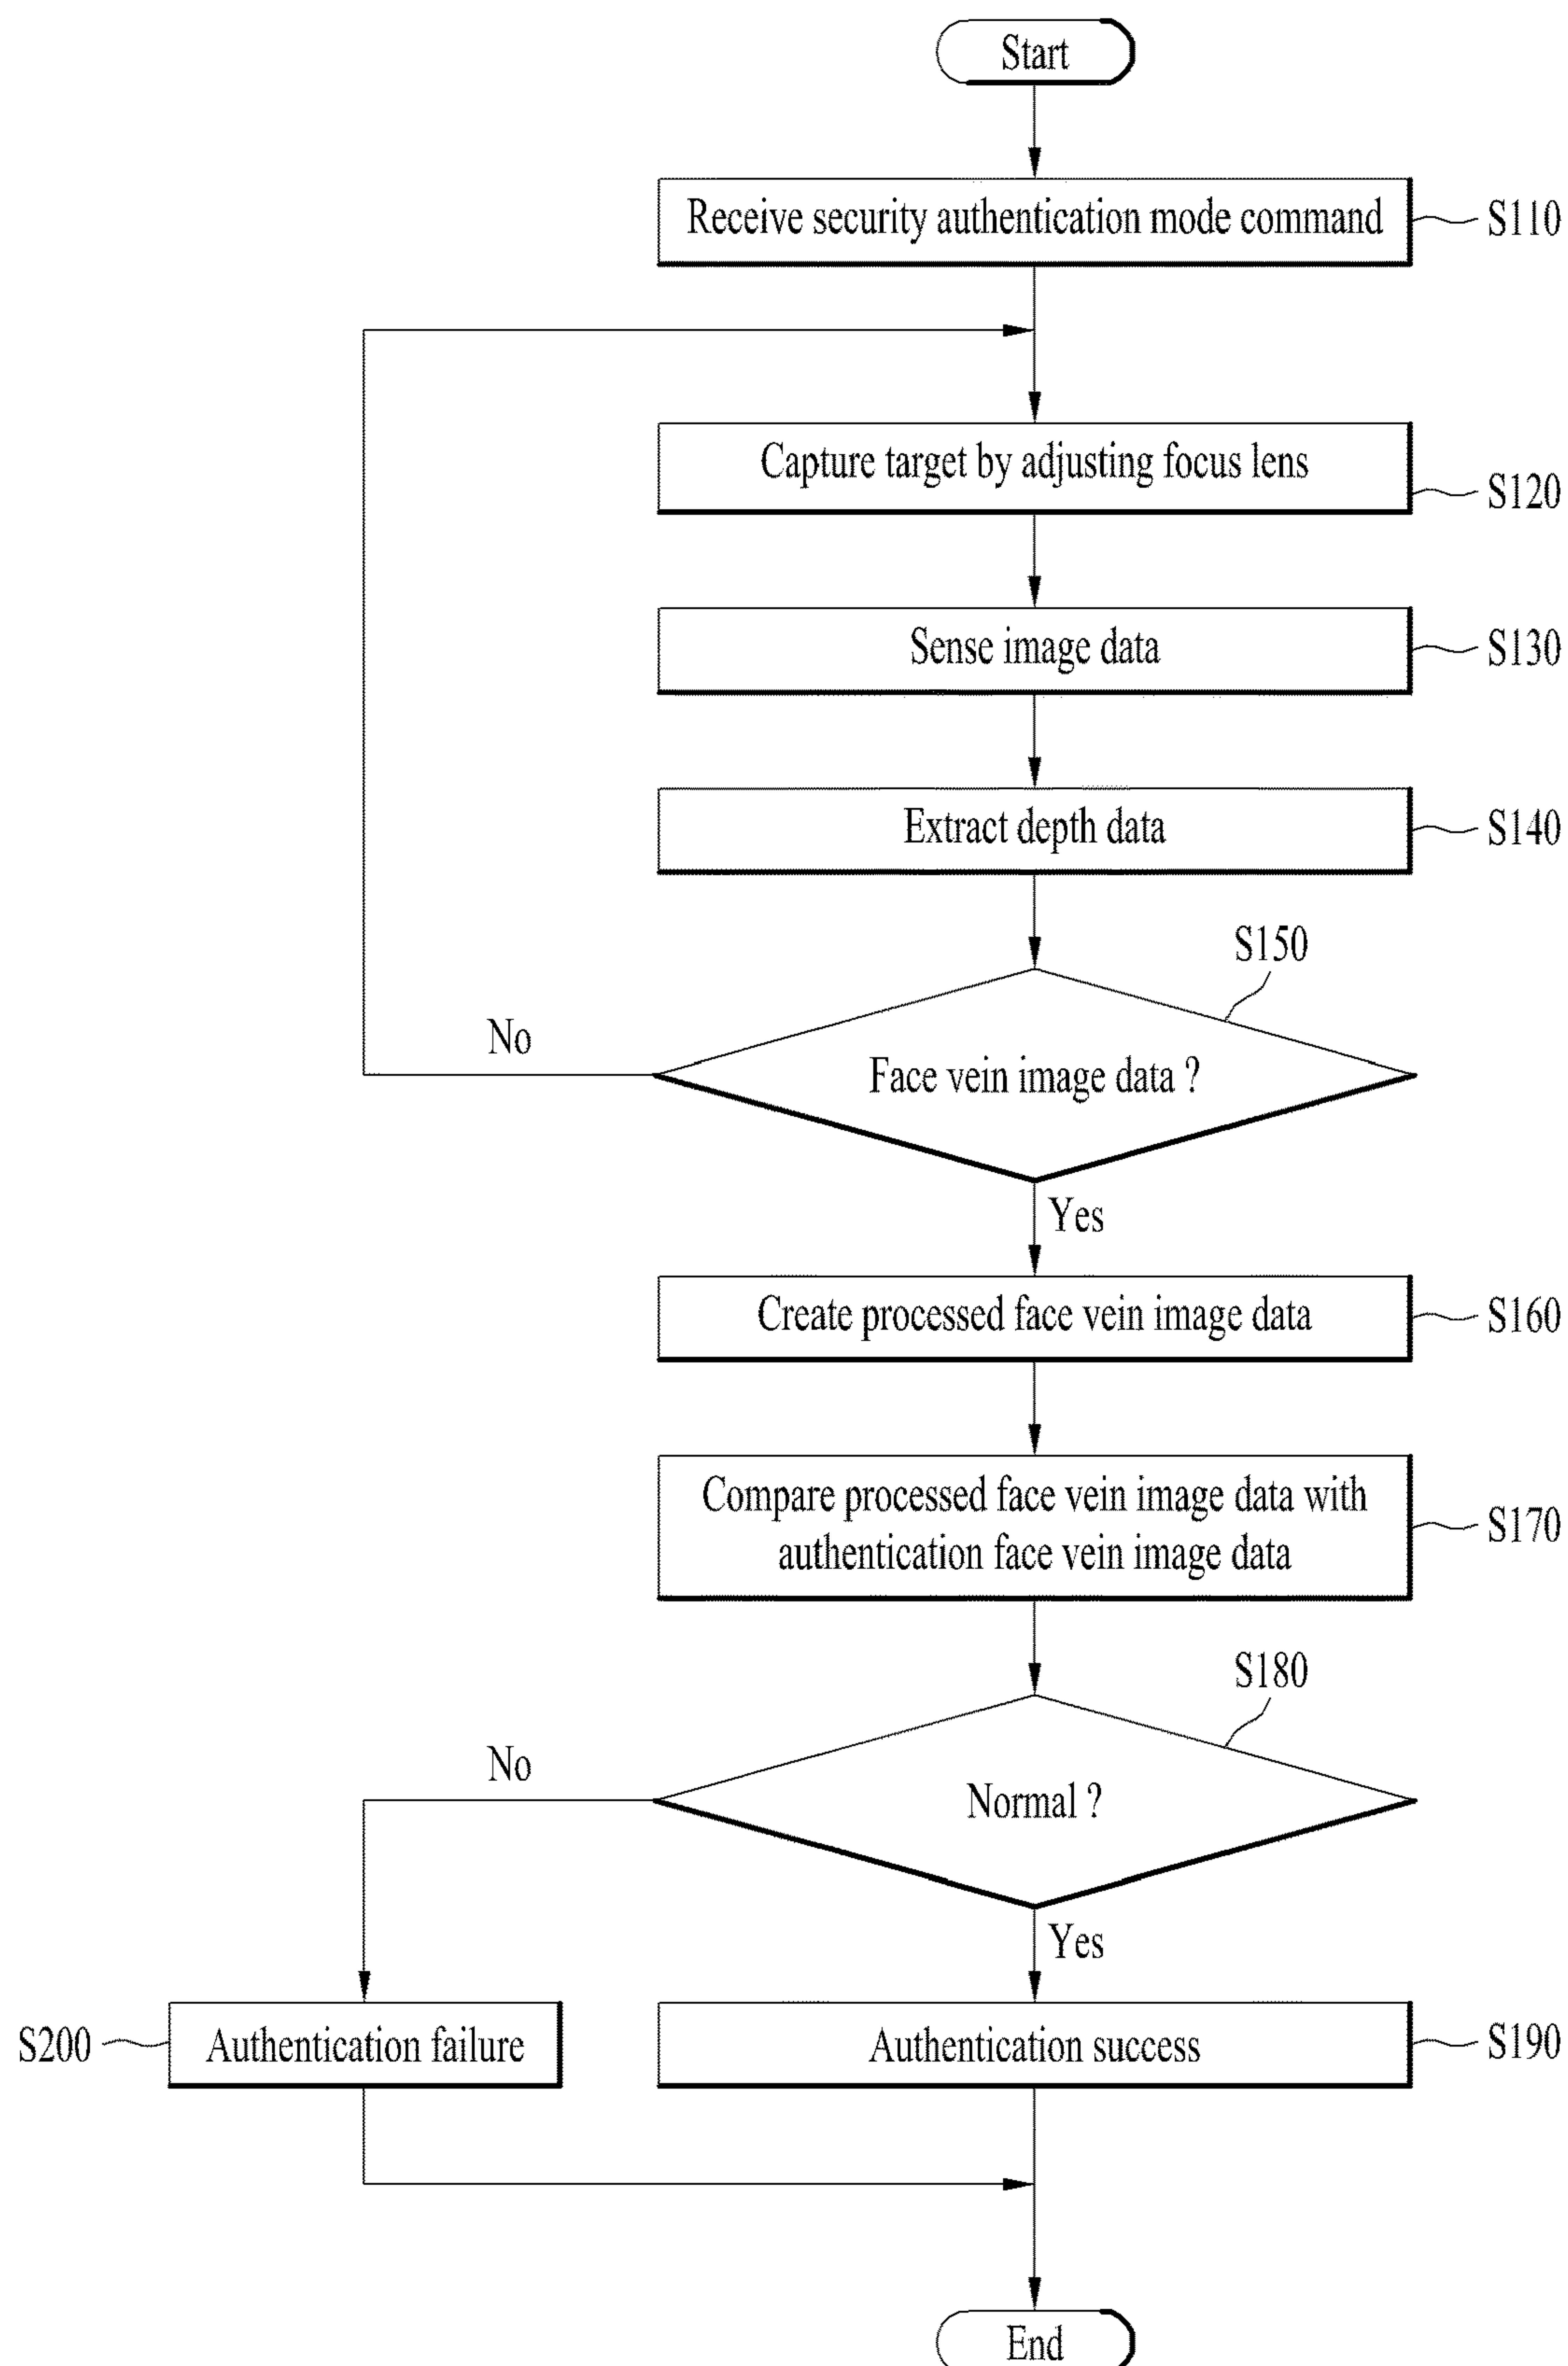 Start
Receive security authentication mode command
S110
Capture target by adjusting focus lens
S120
Sense image data
S130
Extract depth data
S140
S150
Face vein image data ?
No
Yes
Create processed face vein image data
S160
Compare processed face vein image data with
authentication face vein image data
S170
S180
Normal ?
No
Yes
S200
Authentication failure
Authentication success
S190
End